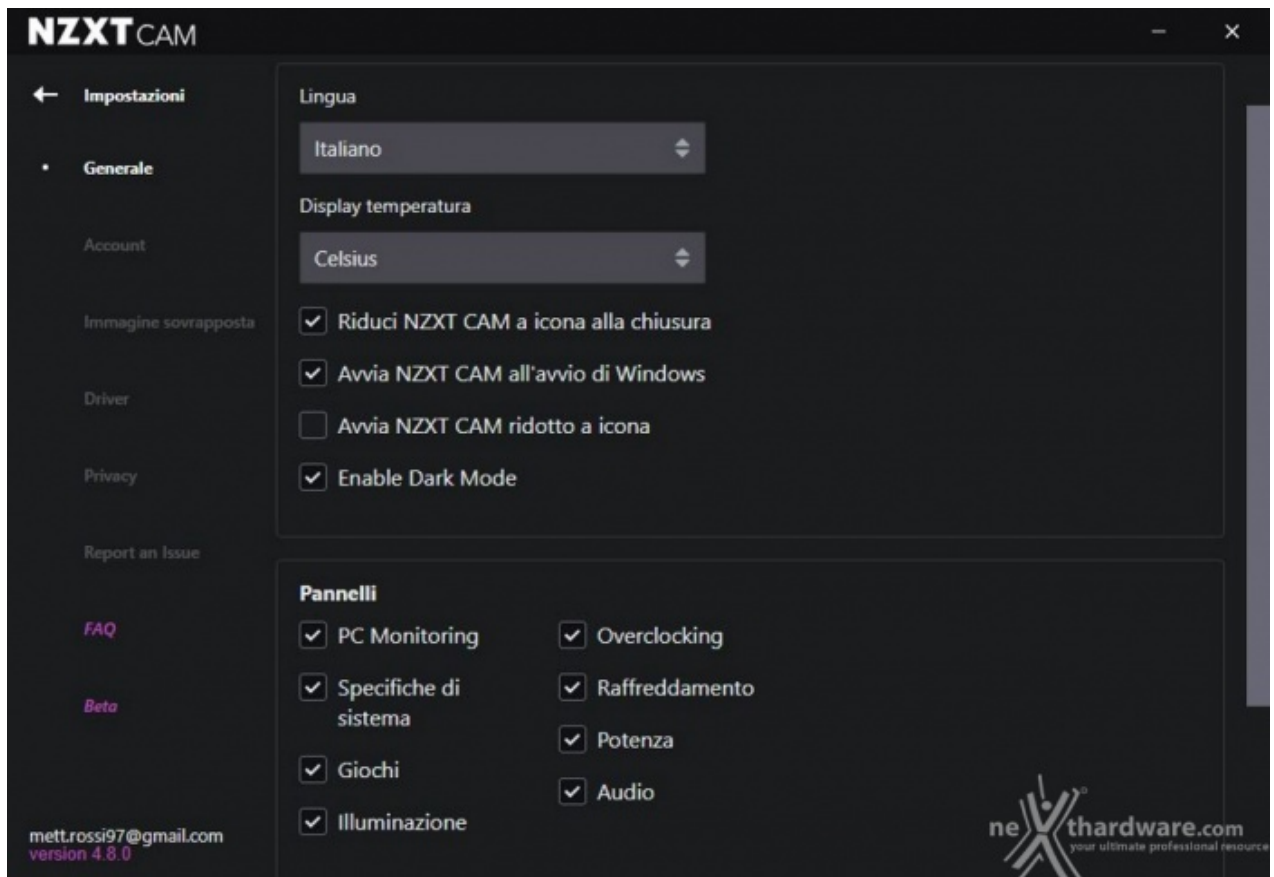 NZXT CAM
Impostazioni
Generale
Account
Immagine sovrapposta
Driver
Privacy
Report an Issue
FAQ
Beta
mett.rossi97@gmail.com
version 4.8.0
Lingua
Italiano
Display temperatura
Celsius
Riduci NZXT CAM a icona alla chiusura
Avvia NZXT CAM all'avvio di Windows
Avvia NZXT CAM ridotto a icona
Enable Dark Mode
Pannelli
PC Monitoring
Specifiche di
sistema
Giochi
Illuminazione
Overclocking
Raffreddamento
Potenza
Audio
nexthardware.com
your ultimate professional resource